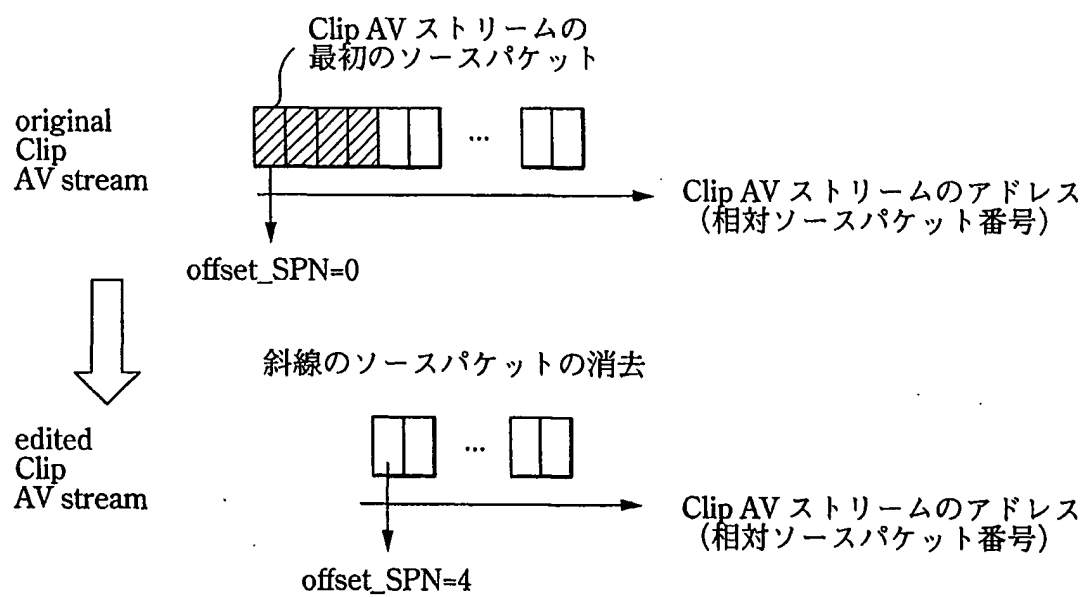 Clip AV ストリームの
最初のソースパケット
original
Clip
AV stream
...
Clip AV ストリームのアドレス
(相対ソースパケット番号)
offset_SPN=0
斜線のソースパケットの消去
edited
Clip
AV stream
...
Clip AV ストリームのアドレス
(相対ソースパケット番号)
offset_SPN=4